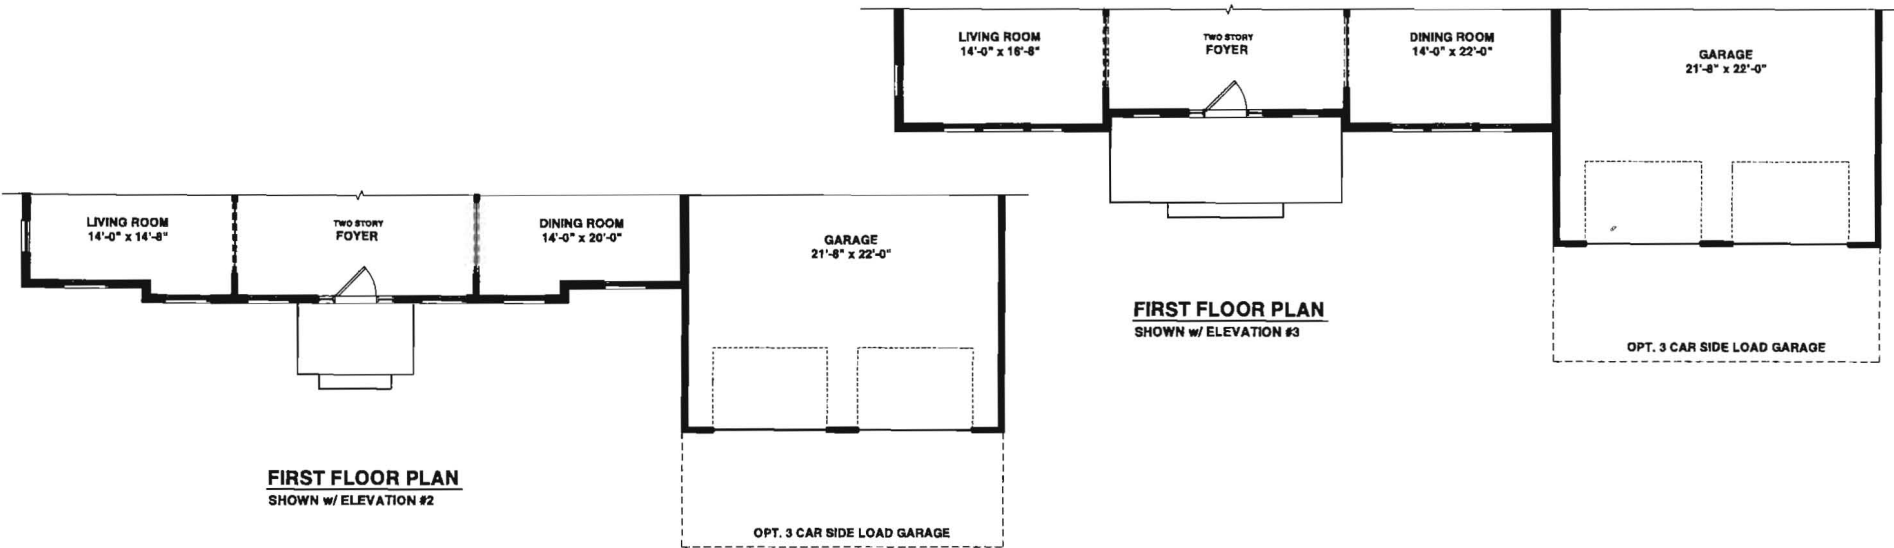 LIVING ROOM
14'-0" x 16'-8"
TWO STORY
FOYER
DINING ROOM
14'-0" x 22'-0"
GARAGE
21'-8" x 22'-0"
FIRST FLOOR PLAN
SHOWN w/ ELEVATION #3
OPT. 3 CAR SIDE LOAD GARAGE
LIVING ROOM
14'-0" x 14'-8"
TWO STORY
FOYER
DINING ROOM
14'-0" x 20'-0"
GARAGE
21'-8" x 22'-0"
FIRST FLOOR PLAN
SHOWN w/ ELEVATION #2
OPT. 3 CAR SIDE LOAD GARAGE